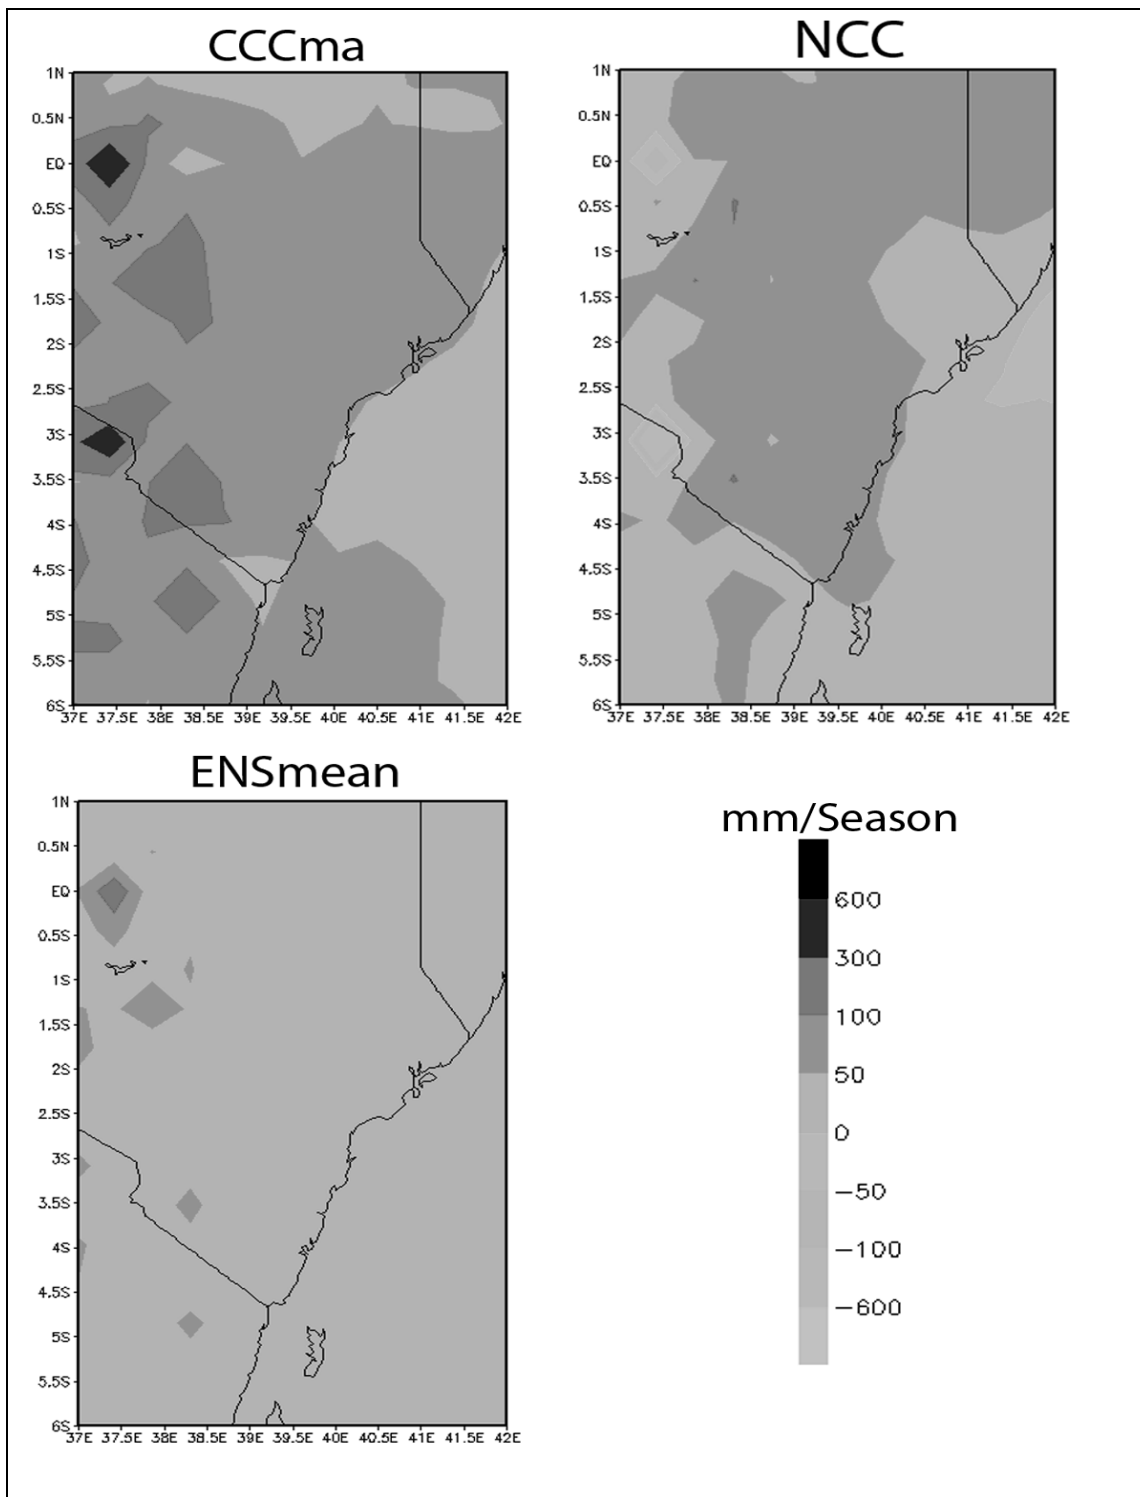 CCCma
NCC
1N
0.5N
EQ
0.5S
1S
1.5S
2S
2.5S
3S
3.5S
4S
4.5S
5S
5.5S
6S
37E 37.5E 38E 38.5E 39E 39.5E 40E 40.5E 41E 41.5E 42E
1N
0.5N
EQ
0.5S
1S
1.5S
2S
2.5S
3S
3.5S
4S
4.5S
5S
5.5S
6S
37E 37.5E 38E 38.5E 39E 39.5E 40E 40.5E 41E 41.5E 42E
ENSmean
1N
0.5N
EQ
0.5S
1S
1.5S
2S
2.5S
3S
3.5S
4S
4.5S
5S
5.5S
6S
37E 37.5E 38E 38.5E 39E 39.5E 40E 40.5E 41E 41.5E 42E
mm/Season
600
300
100
50
0
−50
−100
−600